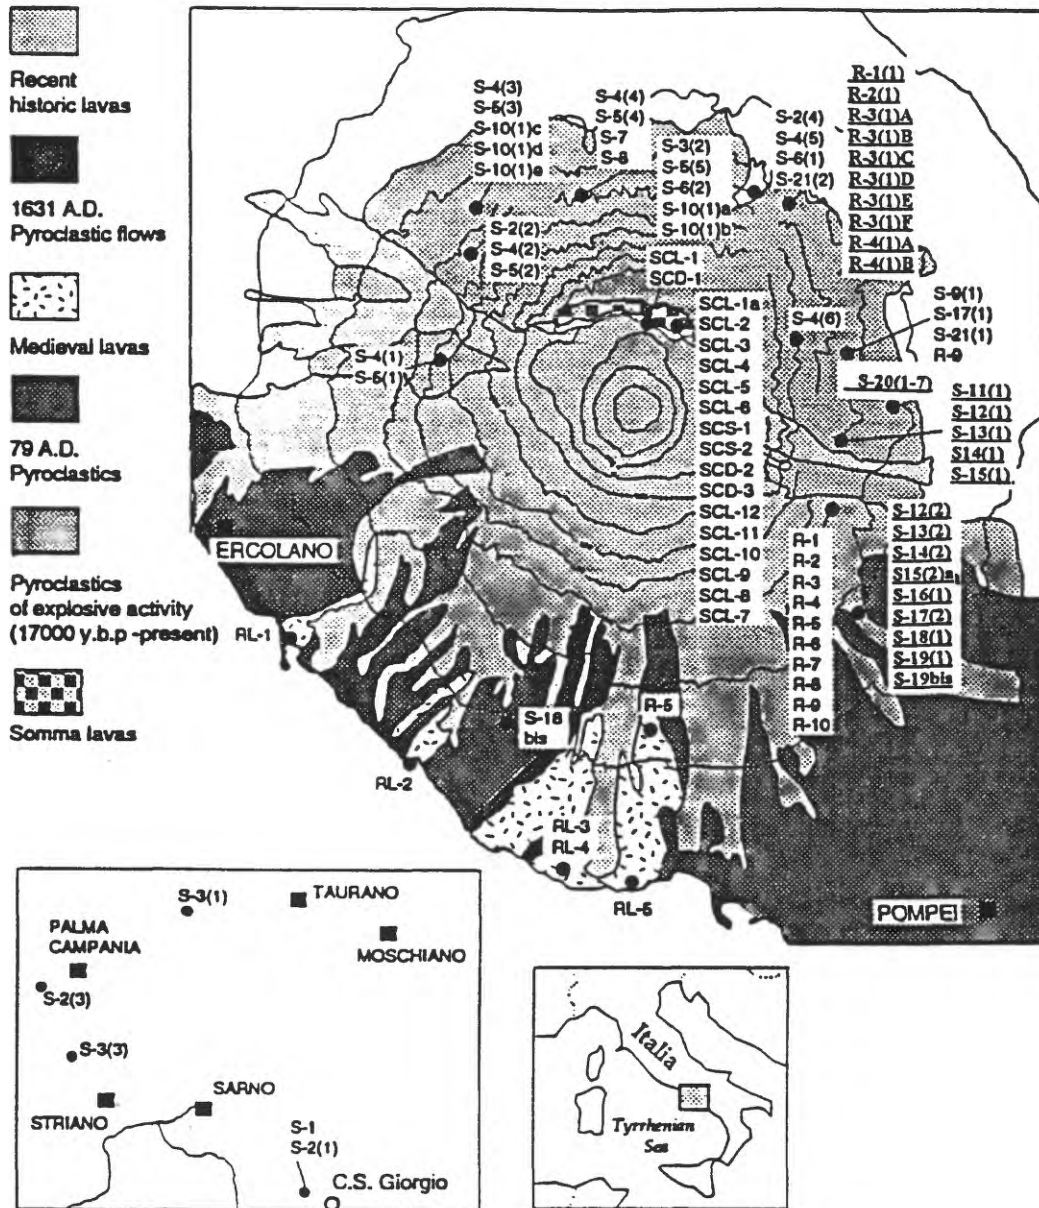 Recent
historic lavas
1631 A.D.
Pyroclastic flows
Medieval lavas
79 A.D.
Pyroclastics
Pyroclastics
of explosive activity
(17000 y.b.p -present)
Somma lavas
S-4(3)
S-5(3)
S-10(1)c
S-10(1)d
S-10(1)e
S-4(4)
S-5(4)
S-7
S-8
S-3(2)
S-5(5)
S-6(2)
S-10(1)a
S-10(1)b
S-2(4)
S-4(5)
S-6(1)
S-21(2)
R-1(1)
R-2(1)
R-3(1)A
R-3(1)B
R-3(1)C
R-3(1)D
R-3(1)E
R-3(1)F
R-4(1)A
R-4(1)B
S-2(2)
S-4(2)
S-5(2)
SCL-1
SCD-1
S-4(1)
S-5(1)
SCL-1a
SCL-2
SCL-3
SCL-4
SCL-5
SCL-6
SCS-1
SCS-2
SCD-2
SCD-3
SCL-12
SCL-11
SCL-10
SCL-9
SCL-8
SCL-7
S-4(6)
S-9(1)
S-17(1)
S-21(1)
R-9
S-20(1-7)
S-11(1)
S-12(1)
S-13(1)
S14(1)
S-15(1)
S-12(2)
S-13(2)
S-14(2)
S15(2)a
S-16(1)
S-17(2)
S-18(1)
S-19(1)
S-19bis
R-1
R-2
R-3
R-4
R-5
R-6
R-7
R-8
R-9
R-10
ERCOLANO
RL-1
RL-2
S-18
bis
R-5
RL-3
RL-4
RL-5
POMPEI
S-3(1)
TAURANO
PALMA
CAMPANIA
MOSCHIANO
S-2(3)
S-3(3)
STRIANO
SARNO
S-1
S-2(1)
C.S. Giorgio
Italia
Tyrrhenian
Sea